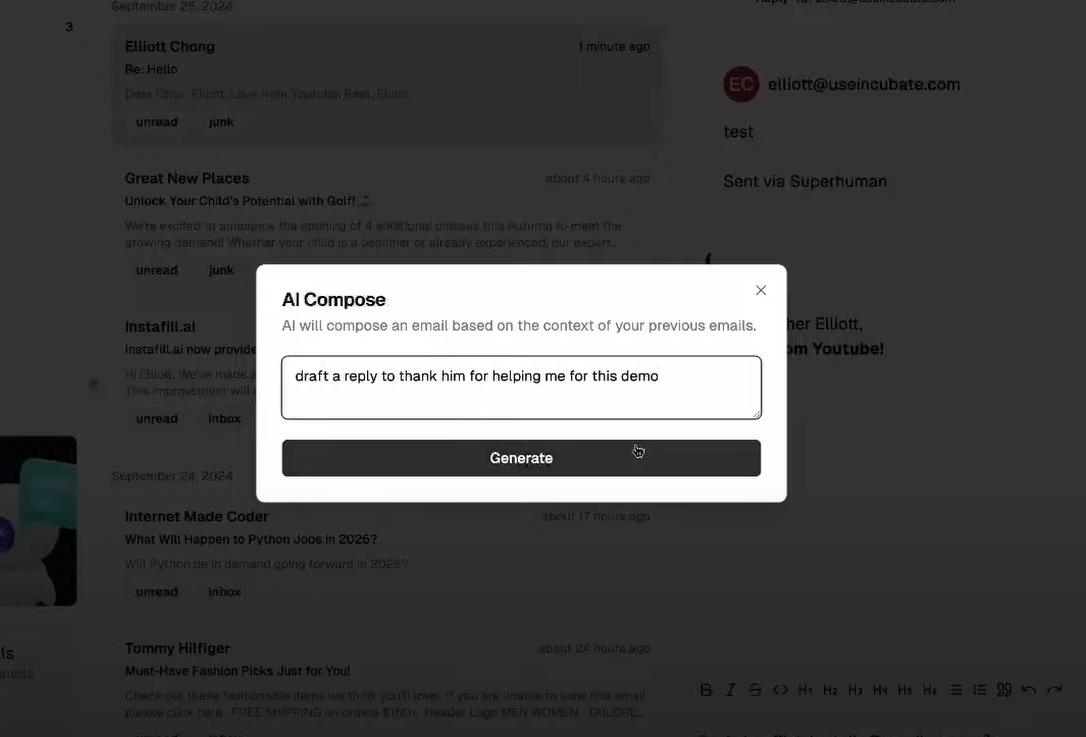 September 25, 2024
3
Elliott Chong
1 minute ago
Re: Hello
unread junk
elliott@useincubate.com
EC elliott@useincubate.com
test
Sent via Superhuman
Great New Places
about 4 hours ago
Unlock Your Child's Potential with Golf!
We're excited to announce the opening of 4 additional classes this Autumn to meet the
growing demand! Whether your child is a beginner or already experienced, our expert...
unread junk
AI Compose
AI will compose an email based on the context of your previous emails.
draft a reply to thank him for helping me for this demo
Generate
her Elliott,
om Youtube!
Instafill.ai
Instafill.ai now provide
Hi Elliott, We've made a
This improvement will e
unread inbox
September 24, 2024
Internet Made Coder
about 17 hours ago
What Will Happen to Python Jobs in 2025?
Will Python be in demand going forward in 2025?
unread inbox
ls
emails.
Tommy Hilfiger
about 24 hours ago
Must-Have Fashion Picks Just for You!
Check out these fashionable items we think you'll love. If you are unable to view this email,
please click here. FREE SHIPPING on orders $150+ Header Logo MEN WOMEN TAILORE...
B I S <> H1 H2 H3 H4 H5 H6